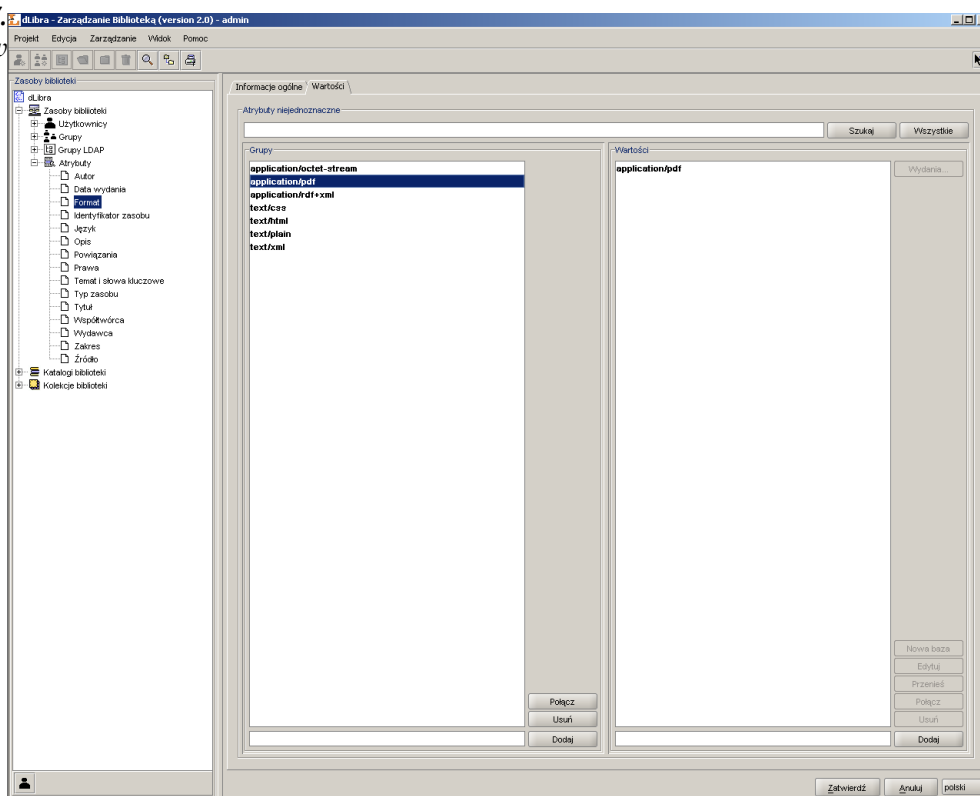 dLibra - Zarządzanie Biblioteką (version 2.0) - admin
Projekt Edycja Zarządzanie Widok Pomoc
Zasoby biblioteki
dLibra
Zasoby biblioteki
Użytkownicy
Grupy
Grupy LDAP
Atrybuty
Autor
Data wydania
Format
Identyfikator zasobu
Język
Opis
Powiązania
Prawa
Temat i słowa kluczowe
Typ zasobu
Tytuł
Współtwórca
Wydawca
Zakres
Źródło
Katalogi biblioteki
Kolekcje biblioteki
Informacje ogólne Wartości
Atrybuty niejednoznaczne
Szukaj Wszystkie
Grupy
application/octet-stream
application/pdf
application/rdf+xml
text/css
text/html
text/plain
text/xml
Połącz
Usuń
Dodaj
Wartości
application/pdf
Wydania...
Nowa baza
Edytuj
Przenieś
Połącz
Usuń
Dodaj
Zatwierdź Anuluj polski